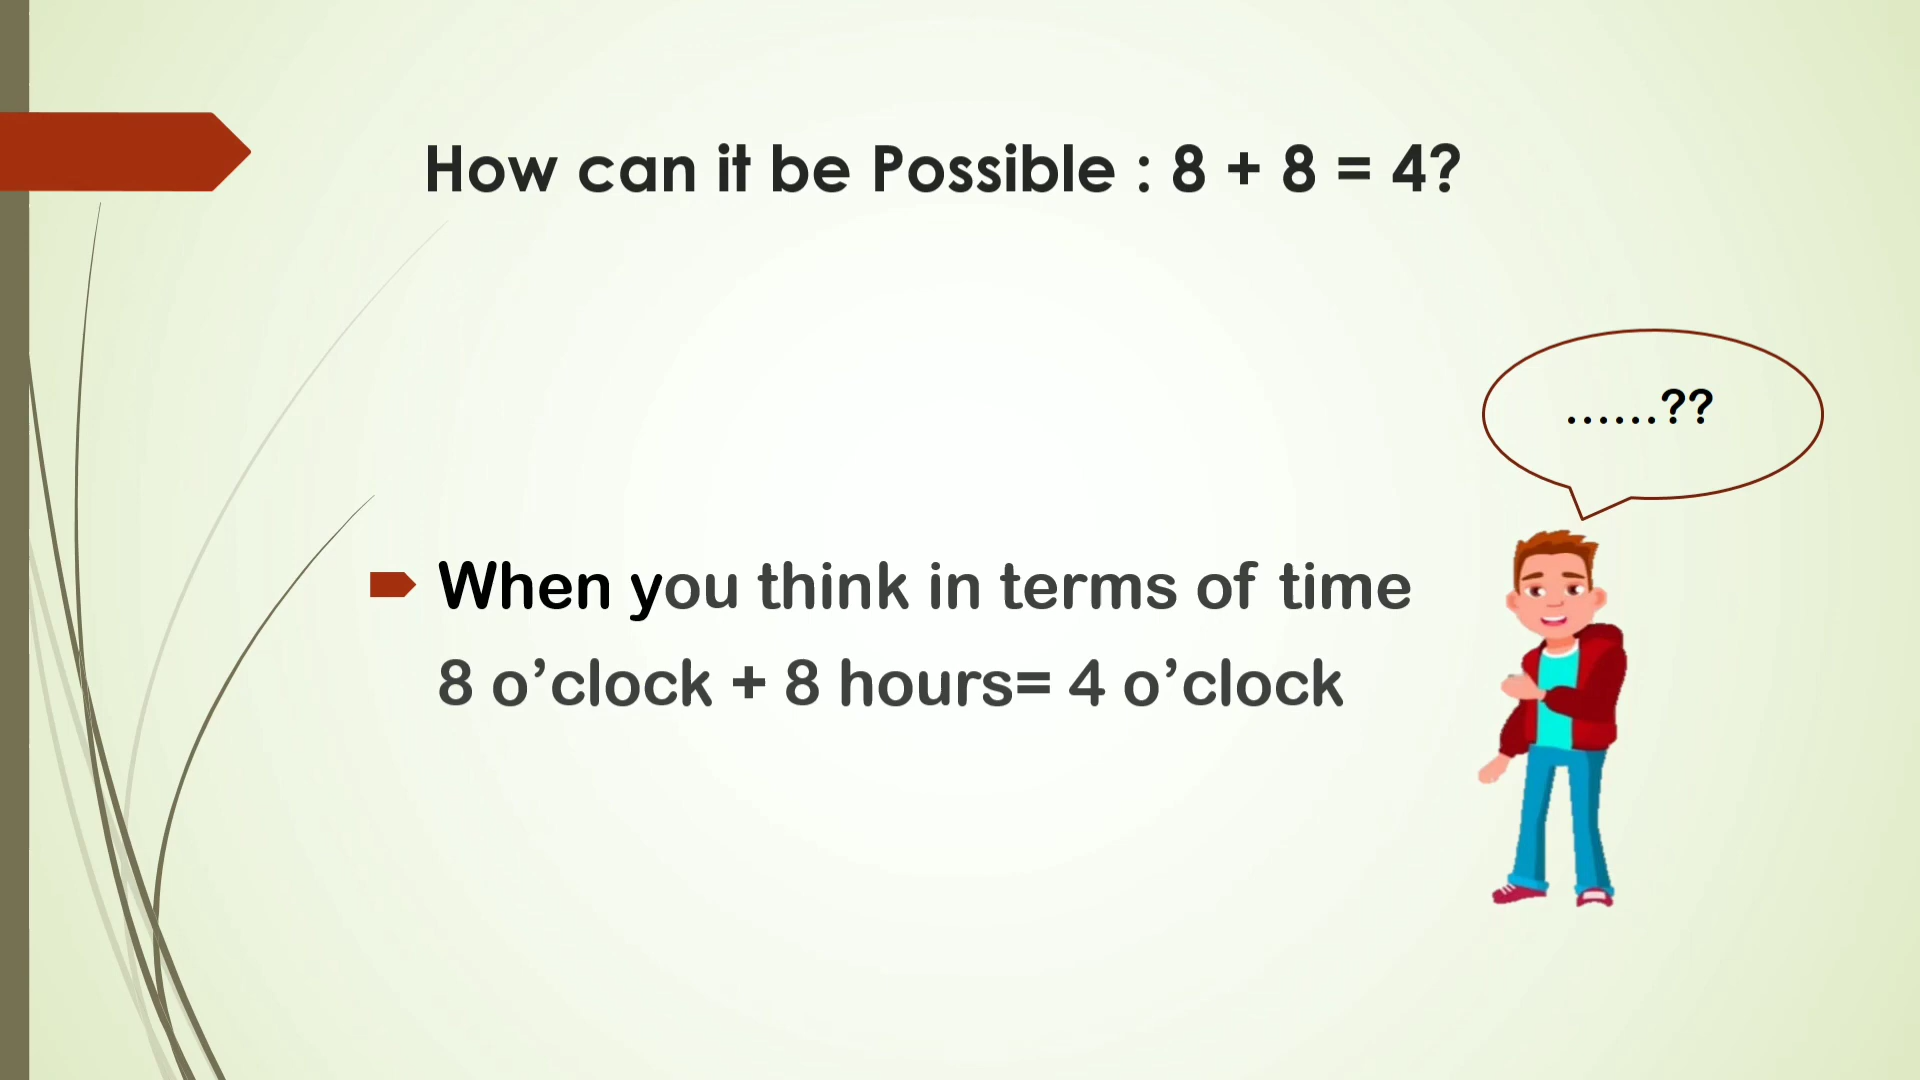 How can it be Possible : 8 + 8 = 4?
......??
When you think in terms of time
8 o’clock + 8 hours= 4 o’clock